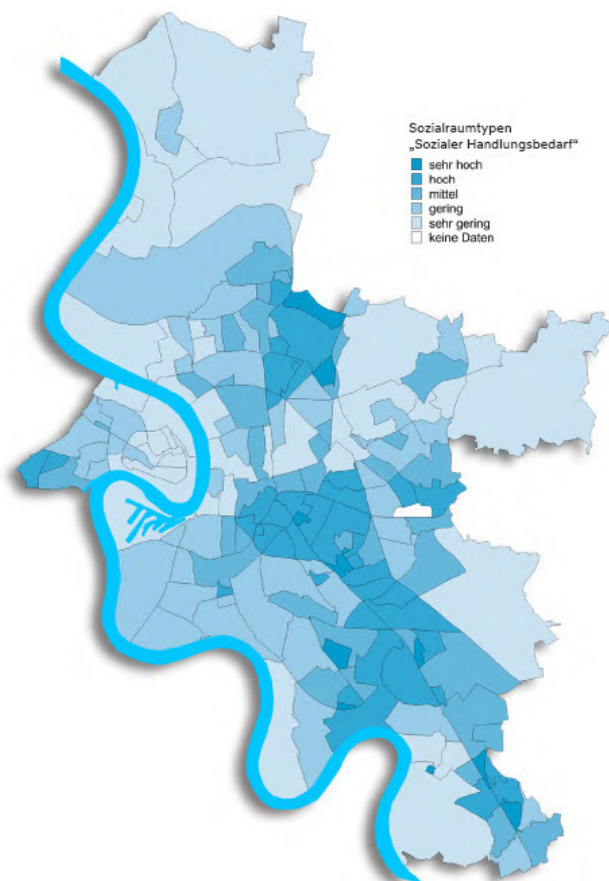 Sozialraumtypen
„Sozialer Handlungsbedarf“
sehr hoch
hoch
mittel
gering
sehr gering
keine Daten